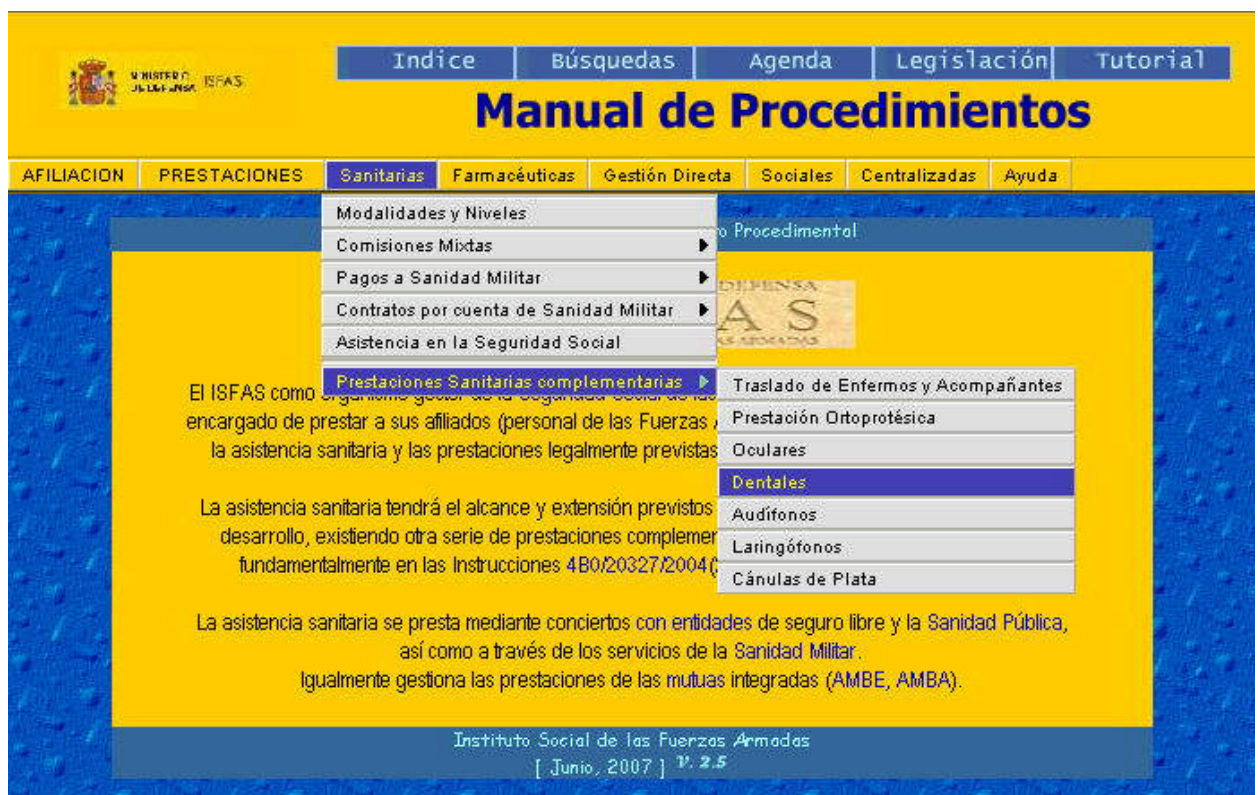 Indice Búsquedas Agenda Legislación Tutorial
MINISTERIO DE DEFENSA ISFAS
Manual de Procedimientos
AFILIACION PRESTACIONES Sanitarias Farmacéuticas Gestión Directa Sociales Centralizadas Ayuda
Modalidades y Niveles
Comisiones Mixtas
Pagos a Sanidad Militar
Contratos por cuenta de Sanidad Militar
Asistencia en la Seguridad Social
Prestaciones Sanitarias complementarias
Traslado de Enfermos y Acompañantes
Prestación Ortoprotésica
Oculares
Dentales
Audífonos
Laringófonos
Cánulas de Plata
o Procedimental
DEFENSA
A S
El ISFAS como
encargado de prestar a sus afiliados (personal de las Fuerzas
la asistencia sanitaria y las prestaciones legalmente previstas
La asistencia sanitaria tendrá el alcance y extensión previstos
desarrollo, existiendo otra serie de prestaciones complemen
fundamentalmente en las Instrucciones 4B0/20327/2004(
La asistencia sanitaria se presta mediante conciertos con entidades de seguro libre y la Sanidad Pública,
así como a través de los servicios de la Sanidad Militar.
Igualmente gestiona las prestaciones de las mutuas integradas (AMBE, AMBA).
Instituto Social de las Fuerzas Armadas
[ Junio, 2007 ] V. 2.5